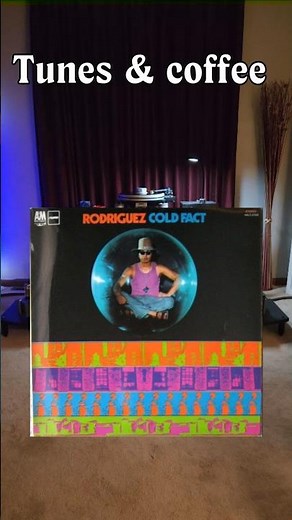 Tunes & coffee
A&M
RODRIGUEZ COLD FACT